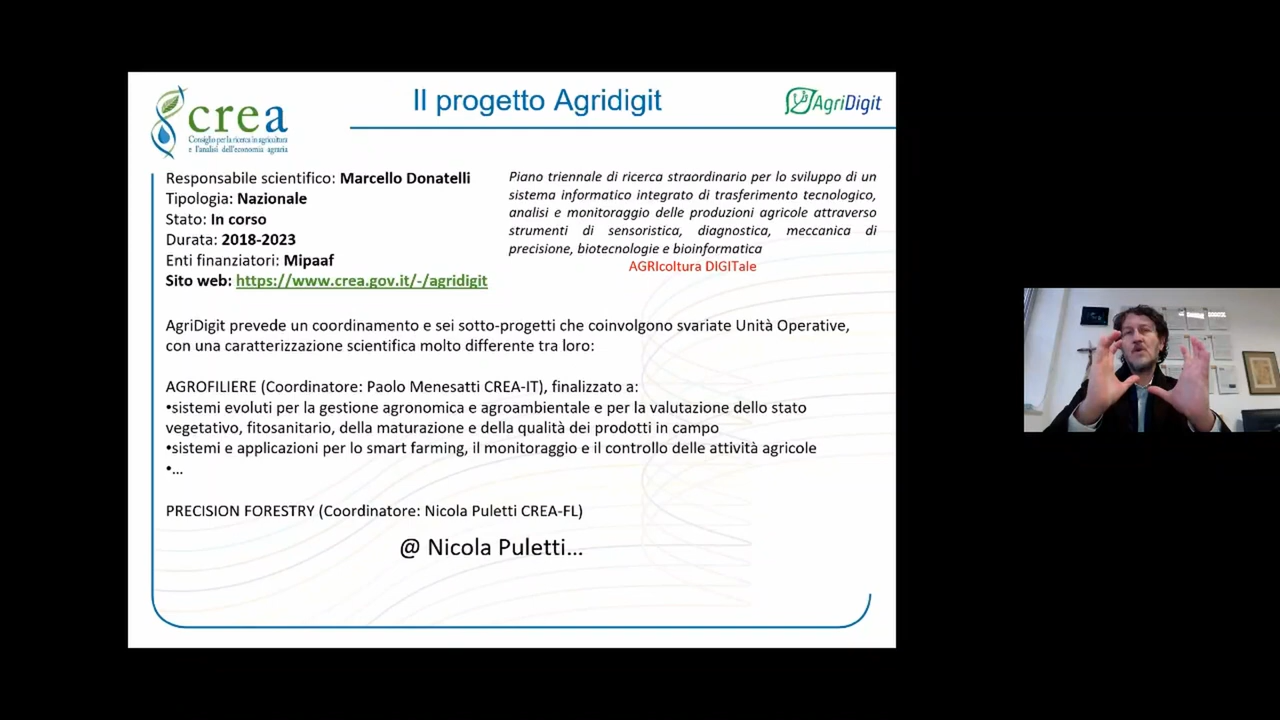 Il progetto Agridigit
crea
Consiglio per la ricerca in agricoltura
e l'analisi dell'economia agraria
AgriDigit
Responsabile scientifico: Marcello Donatelli
Tipologia: Nazionale
Stato: In corso
Durata: 2018-2023
Enti finanziatori: Mipaaf
Sito web: https://www.crea.gov.it/-/agridigit
Piano triennale di ricerca straordinario per lo sviluppo di un
sistema informatico integrato di trasferimento tecnologico,
analisi e monitoraggio delle produzioni agricole attraverso
strumenti di sensoristica, diagnostica, meccanica di
precisione, biotecnologie e bioinformatica
AGRIcoltura DIGITale
AgriDigit prevede un coordinamento e sei sotto-progetti che coinvolgono svariate Unità Operative,
con una caratterizzazione scientifica molto differente tra loro:
AGROFILIERE (Coordinatore: Paolo Menesatti CREA-IT), finalizzato a:
•sistemi evoluti per la gestione agronomica e agroambientale e per la valutazione dello stato
vegetativo, fitosanitario, della maturazione e della qualità dei prodotti in campo
•sistemi e applicazioni per lo smart farming, il monitoraggio e il controllo delle attività agricole
•...
PRECISION FORESTRY (Coordinatore: Nicola Puletti CREA-FL)
@ Nicola Puletti...